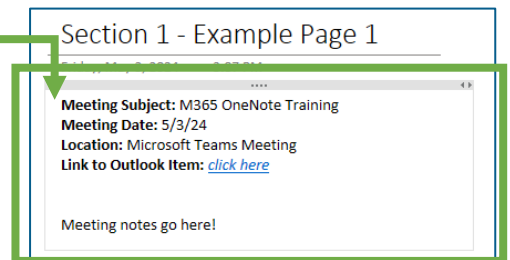 Section 1 - Example Page 1
Meeting Subject: M365 OneNote Training
Meeting Date: 5/3/24
Location: Microsoft Teams Meeting
Link to Outlook Item: click here
Meeting notes go here!